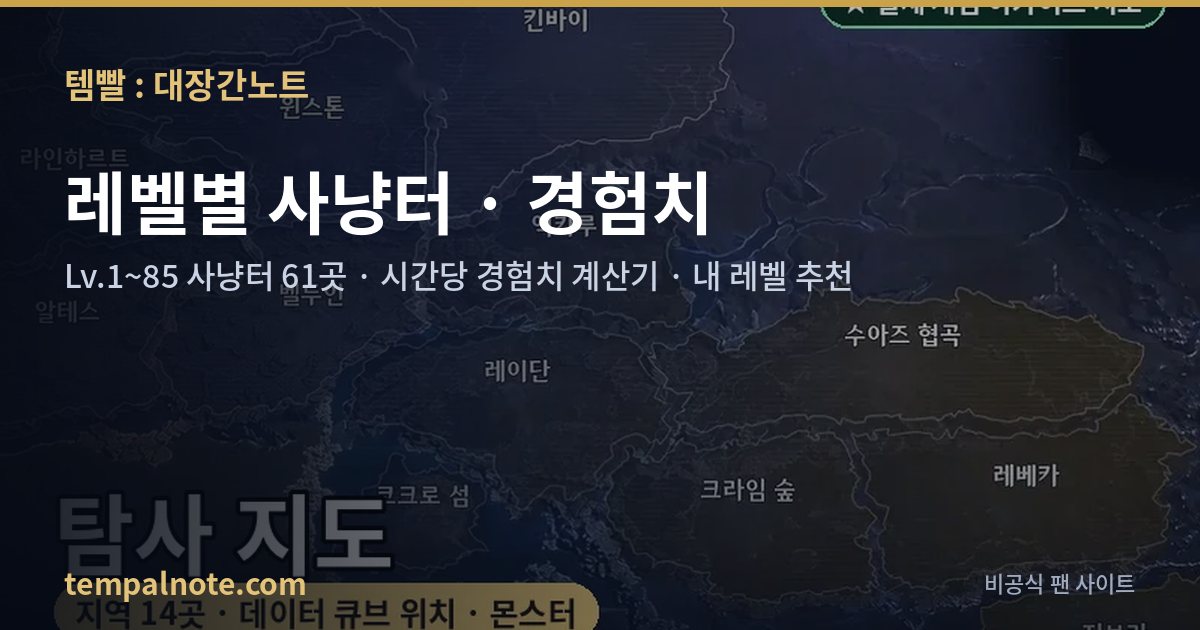 킨바이
템빨 : 대장간노트
윈스톤
라인하르트
레벨별 사냥터 · 경험치
Lv.1~85 사냥터 61곳 · 시간당 경험치 계산기 · 내 레벨 추천
알테스
수아즈 협곡
레이단
레베카
크라임 숲
코크로 섬
탐사 지도
tempalnote.com
비공식 팬 사이트
지역 14곳 · 데이터 큐브 위치 · 몬스터